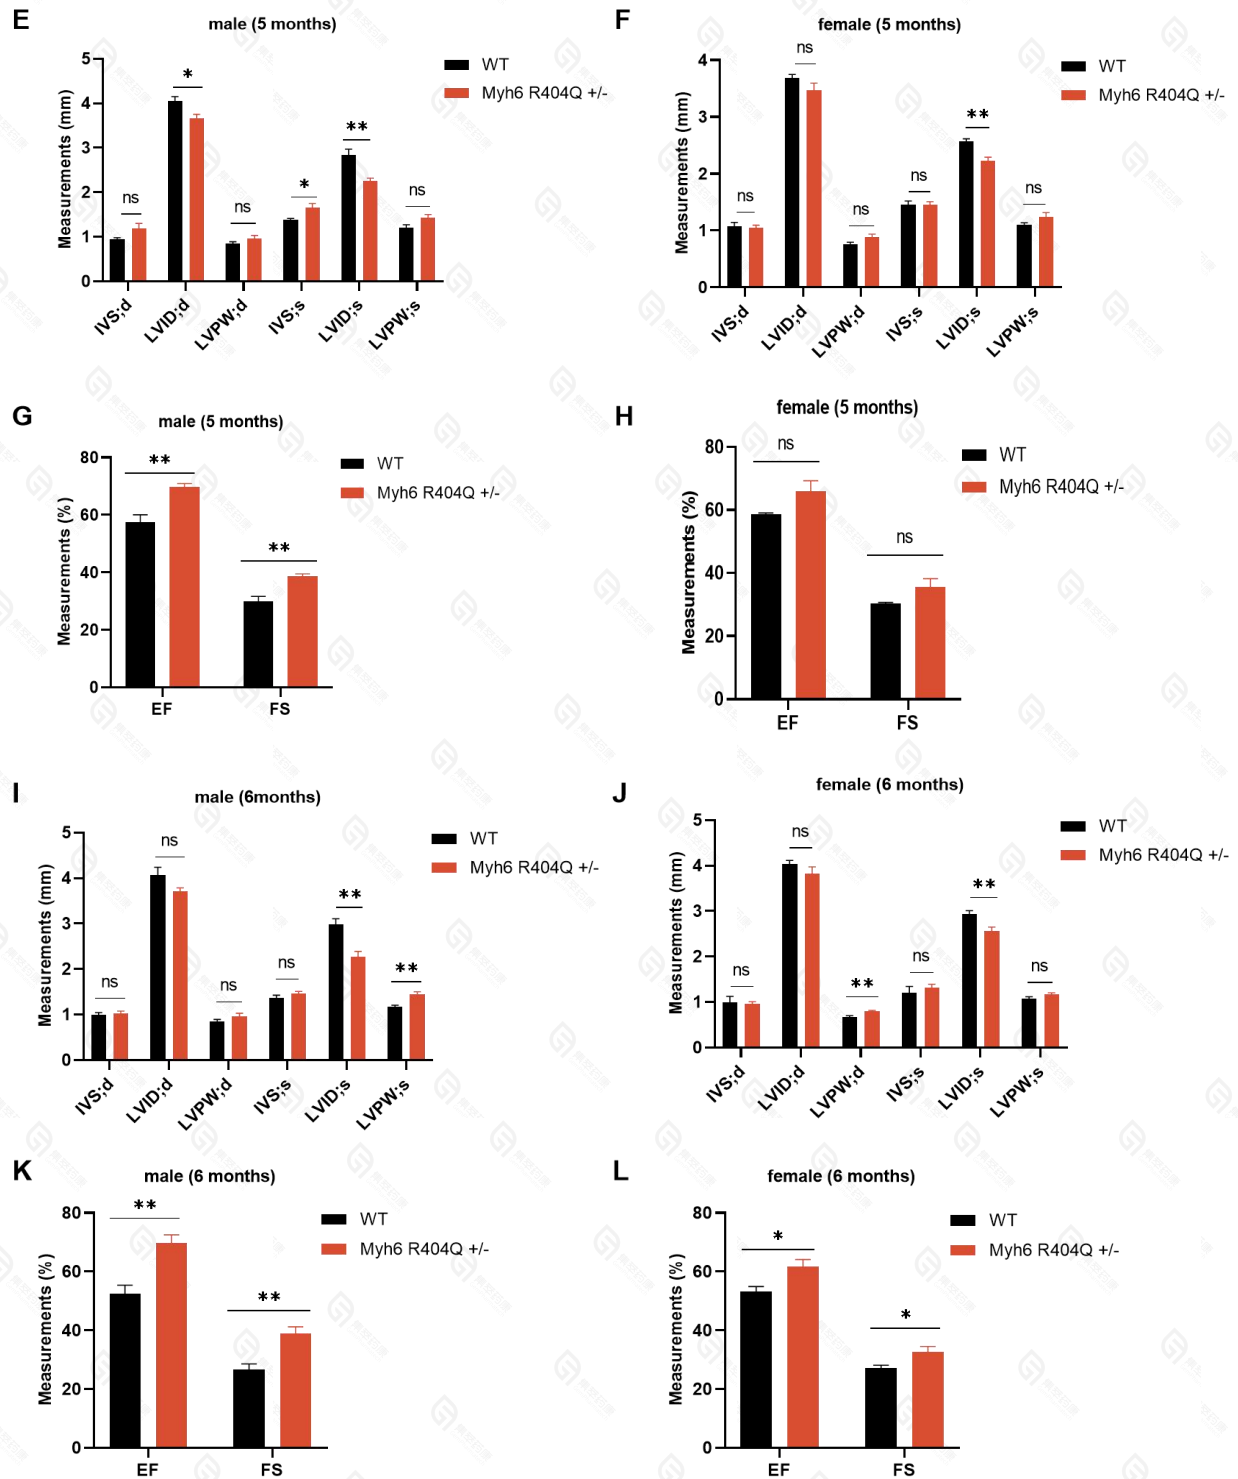 E
male (5 months)
WT
Myh6 R404Q +/-
Measurements (mm)
5
4
3
2
1
0
ns
*
ns
*
**
ns
IVS;d
LVID;d
LVPW;d
IVS;s
LVID;s
LVPW;s
F
female (5 months)
WT
Myh6 R404Q +/-
Measurements (mm)
4
3
2
1
0
ns
ns
ns
ns
**
ns
IVS;d
LVID;d
LVPW;d
IVS;s
LVID;s
LVPW;s
G
male (5 months)
WT
Myh6 R404Q +/-
Measurements (%)
80
60
40
20
0
**
**
EF
FS
H
female (5 months)
WT
Myh6 R404Q +/-
Measurements (%)
80
60
40
20
0
ns
ns
EF
FS
I
male (6months)
WT
Myh6 R404Q +/-
Measurements (mm)
5
4
3
2
1
0
ns
ns
ns
ns
**
**
IVS;d
LVID;d
LVPW;d
IVS;s
LVID;s
LVPW;s
J
female (6 months)
WT
Myh6 R404Q +/-
Measurements (mm)
5
4
3
2
1
0
ns
ns
**
ns
**
ns
IVS;d
LVID;d
LVPW;d
IVS;s
LVID;s
LVPW;s
K
male (6 months)
WT
Myh6 R404Q +/-
Measurements (%)
80
60
40
20
0
**
**
EF
FS
L
female (6 months)
WT
Myh6 R404Q +/-
Measurements (%)
80
60
40
20
0
*
*
EF
FS